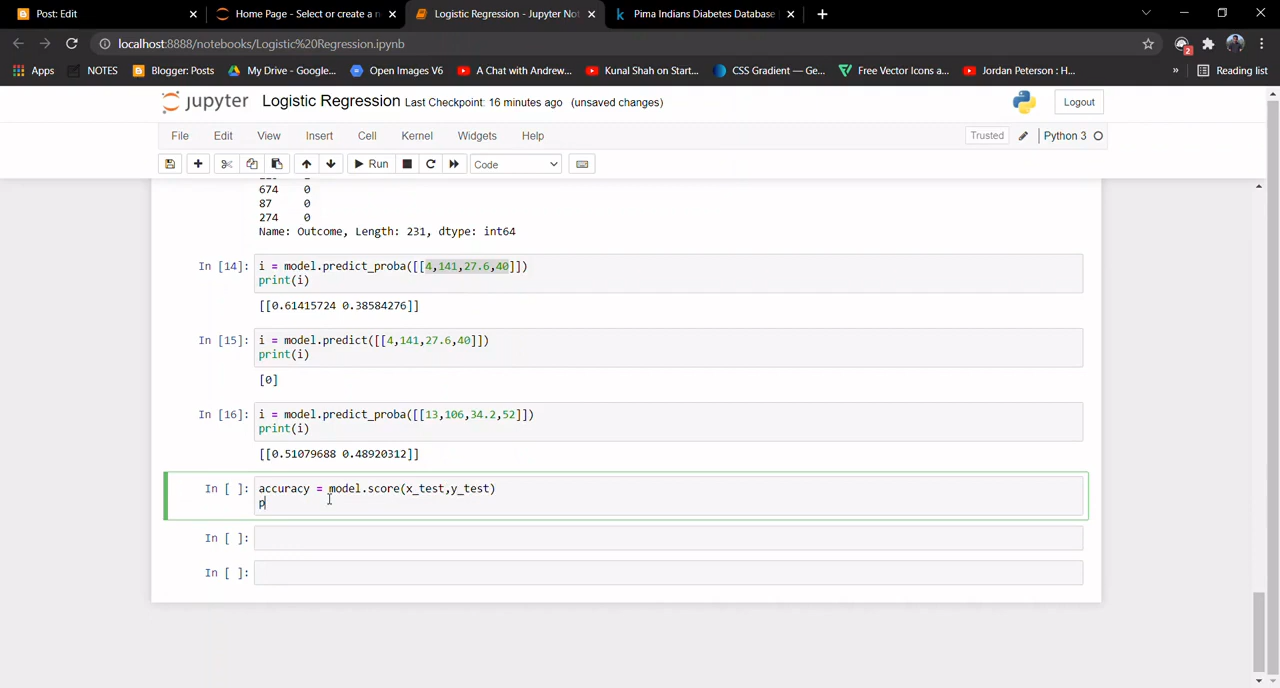 Post: Edit
Home Page - Select or create a n
Logistic Regression - Jupyter Not
Pima Indians Diabetes Database
localhost:8888/notebooks/Logistic%20Regression.ipynb
2
Apps
NOTES
Blogger: Posts
My Drive - Google...
Open Images V6
A Chat with Andrew...
Kunal Shah on Start...
CSS Gradient — Ge...
Free Vector Icons a...
Jordan Peterson : H...
»
Reading list
jupyter
Logistic Regression
Last Checkpoint: 16 minutes ago
(unsaved changes)
Logout
File
Edit
View
Insert
Cell
Kernel
Widgets
Help
Trusted
Python 3
Run
Code
674 0
87 0
274 0
Name: Outcome, Length: 231, dtype: int64
In [14]: i = model.predict_proba([[4,141,27.6,40]])
print(i)
[[0.61415724 0.38584276]]
In [15]: i = model.predict([[4,141,27.6,40]])
print(i)
[0]
In [16]: i = model.predict_proba([[13,106,34.2,52]])
print(i)
[[0.51079688 0.48920312]]
In [ ]: accuracy = model.score(x_test,y_test)
p
In [ ]:
In [ ]: